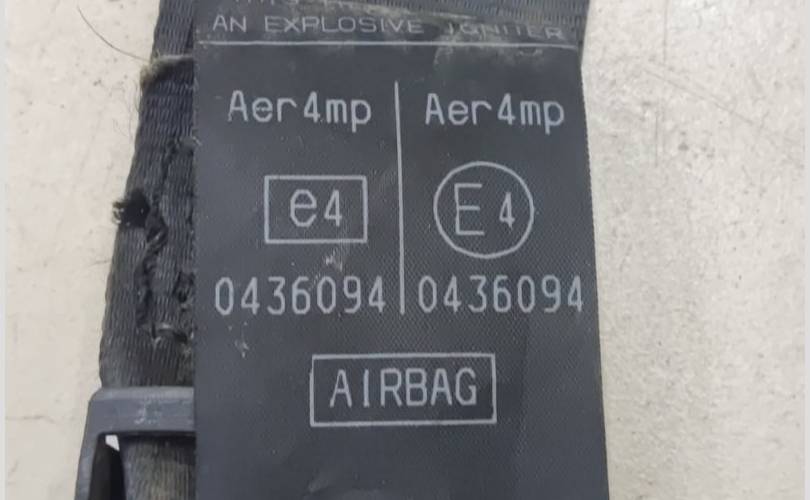 AN EXPLOSIVE IGNITER
Aer4mp Aer4mp
e4 E4
0436094 0436094
AIRBAG